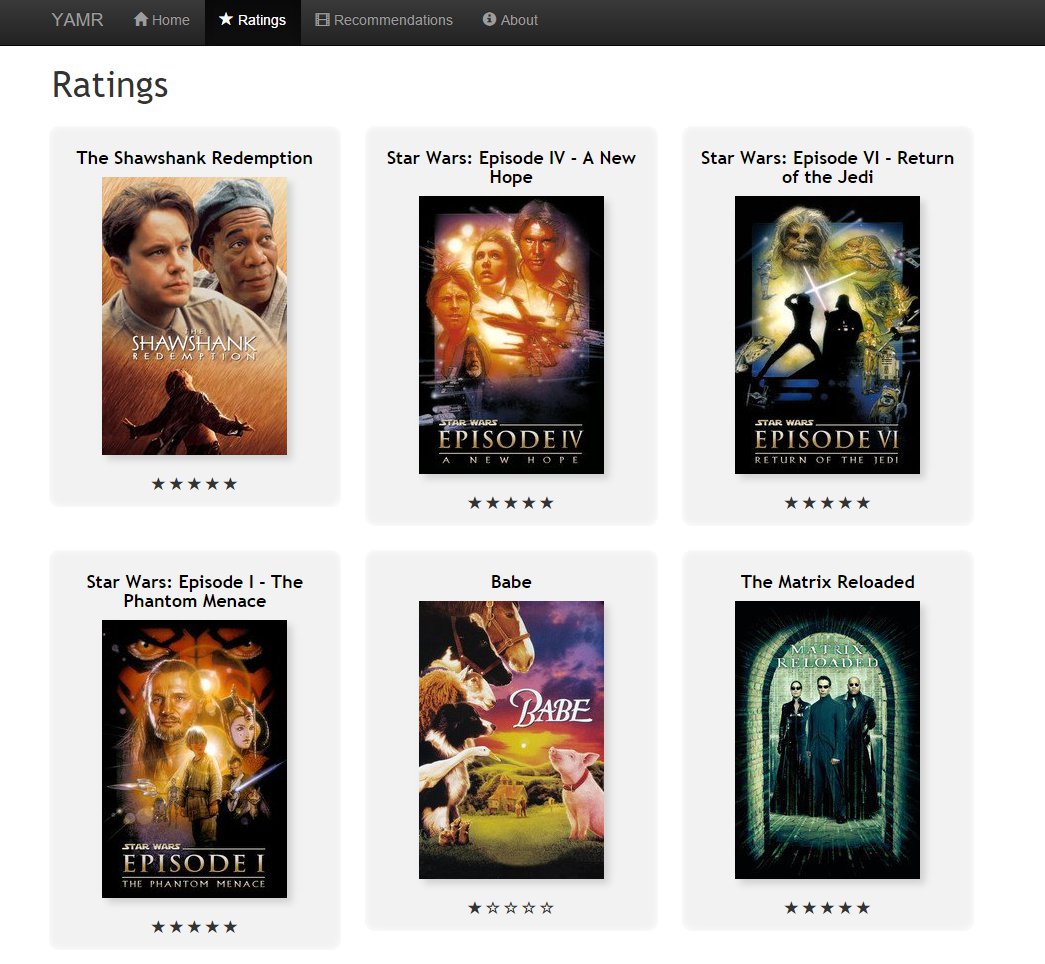 YAMR Home Ratings Recommendations About
Ratings
The Shawshank Redemption
THE
SHAWSHANK
REDEMPTION
★★★★★
Star Wars: Episode IV - A New
Hope
STAR WARS
EPISODE IV
A NEW HOPE
★★★★★
Star Wars: Episode VI - Return
of the Jedi
STAR WARS
EPISODE VI
RETURN OF THE JEDI
★★★★★
Star Wars: Episode I - The
Phantom Menace
STAR WARS
EPISODE I
THE PHANTOM MENACE
★★★★★
Babe
BABE
★☆☆☆☆
The Matrix Reloaded
MATRIX
RELOADED
★★★★★